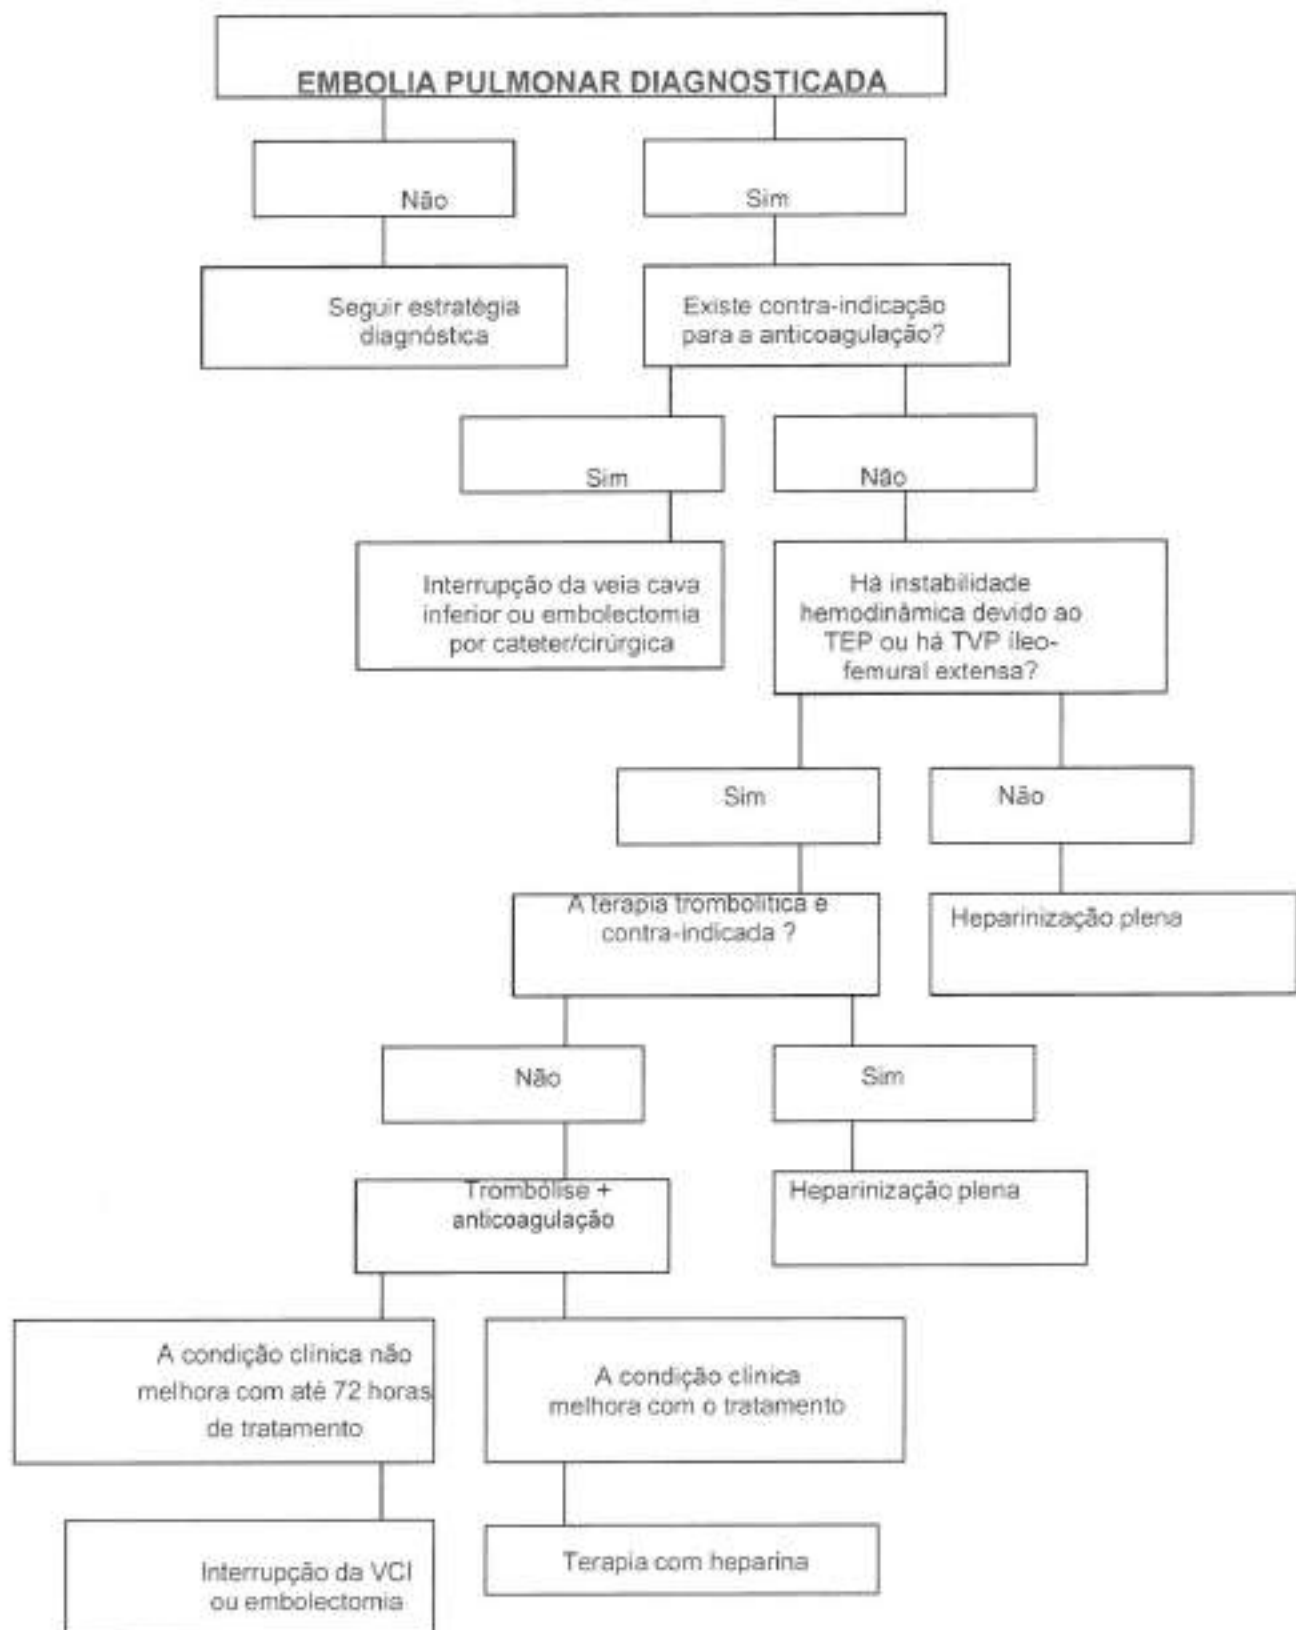 EMBOLIA PULMONAR DIAGNOSTICADA
Não
Sim
Seguir estratégia
diagnóstica
Existe contra-indicação
para a anticoagulação?
Sim
Não
Interrupção da veia cava
inferior ou embolectomia
por cateter/cirúrgica
Há instabilidade
hemodinâmica devido ao
TEP ou há TVP íleo-
femural extensa?
Sim
Não
A terapia trombolítica e
contra-indicada ?
Heparinização plena
Não
Sim
Trombólise +
anticoagulação
Heparinização plena
A condição clínica não
melhora com até 72 horas
de tratamento
A condição clínica
melhora com o tratamento
Interrupção da VCI
ou embolectomia
Terapia com heparina